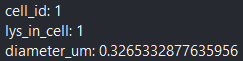 cell_id: 1
lys_in_cell: 1
diameter_um: 0.3265332877635956